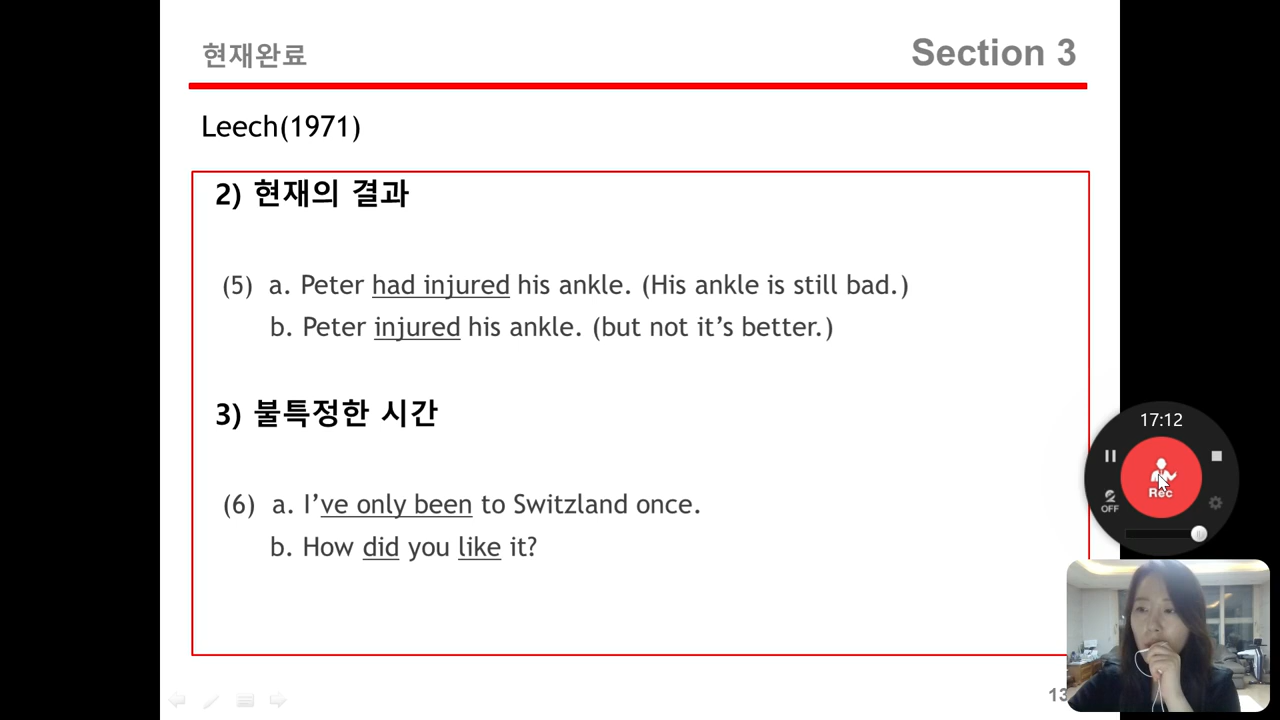 현재완료
Section 3
Leech(1971)
2) 현재의 결과
(5) a. Peter had injured his ankle. (His ankle is still bad.)
b. Peter injured his ankle. (but not it’s better.)
3) 불특정한 시간
(6) a. I’ve only been to Switzland once.
b. How did you like it?
17:12
Rec
OFF
13